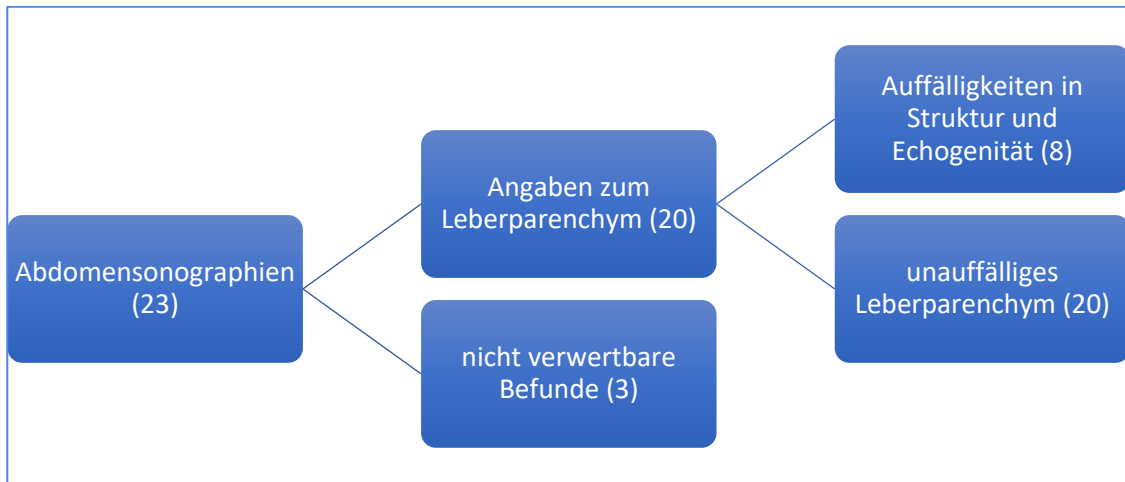 Abdomensonographien
(23)
Angaben zum
Leberparenchym (20)
nicht verwertbare
Befunde (3)
Auffälligkeiten in
Struktur und
Echogenität (8)
unauffälliges
Leberparenchym (20)